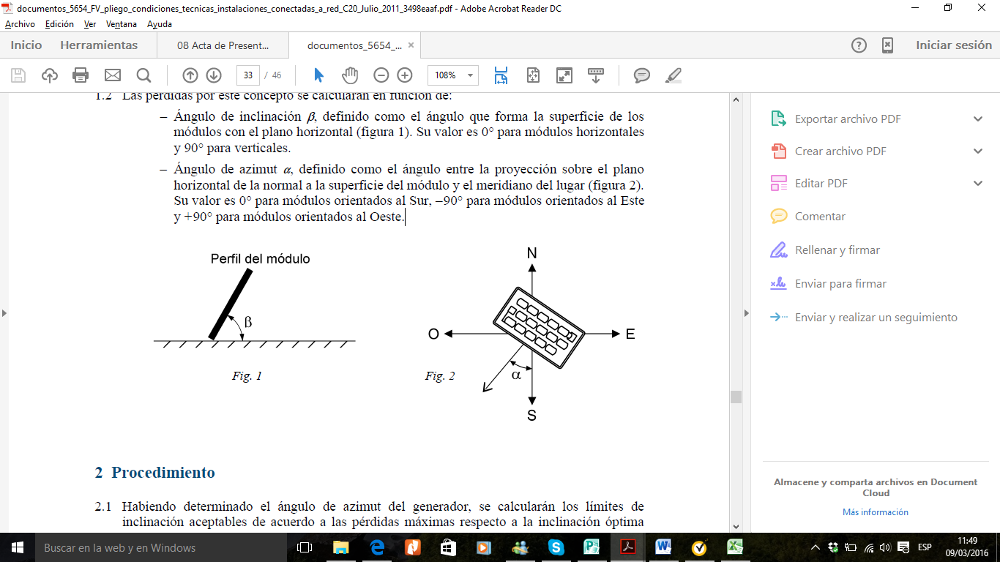 documentos_5654_FV_pliego_condiciones_tecnicas_instalaciones_conectadas_a_red_C20_Julio_2011_3498eaaf.pdf - Adobe Acrobat Reader DC
Archivo Edición Ver Ventana Ayuda
Inicio Herramientas 08 Acta de Present... documentos_5654_... × Iniciar sesión
33 / 46 108%
1.2 Las pérdidas por este concepto se calcularán en función de:
– Ángulo de inclinación β, definido como el ángulo que forma la superficie de los
módulos con el plano horizontal (figura 1). Su valor es 0° para módulos horizontales
y 90° para verticales.
– Ángulo de azimut α, definido como el ángulo entre la proyección sobre el plano
horizontal de la normal a la superficie del módulo y el meridiano del lugar (figura 2).
Su valor es 0° para módulos orientados al Sur, –90° para módulos orientados al Este
y +90° para módulos orientados al Oeste.
Perfil del módulo
β
Fig. 1
N
O
E
α
S
Fig. 2
2 Procedimiento
2.1 Habiendo determinado el ángulo de azimut del generador, se calcularán los límites de
inclinación aceptables de acuerdo a las pérdidas máximas respecto a la inclinación óptima
Exportar archivo PDF
Crear archivo PDF
Editar PDF
Comentar
Rellenar y firmar
Enviar para firmar
Enviar y realizar un seguimiento
Almacene y comparta archivos en Document
Cloud
Más información
Buscar en la web y en Windows
ESP
11:49
09/03/2016